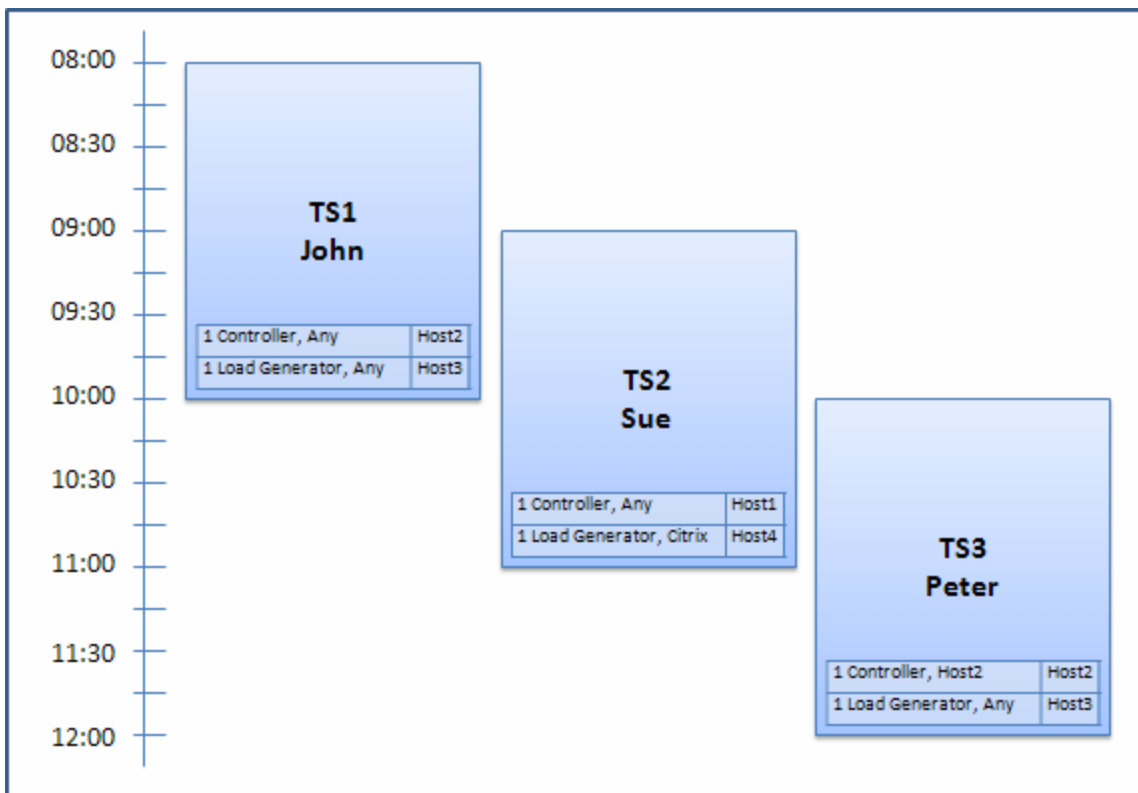 08:00
08:30
09:00
09:30
10:00
10:30
11:00
11:30
12:00
TS1
John
1 Controller, Any Host2
1 Load Generator, Any Host3
TS2
Sue
1 Controller, Any Host1
1 Load Generator, Citrix Host4
TS3
Peter
1 Controller, Host2 Host2
1 Load Generator, Any Host3